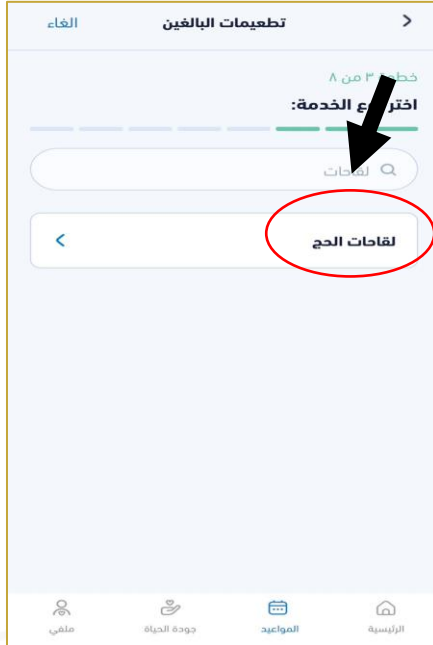 تطعيمات البالغين
الغاء
خطوة ٣ من ٨
اختر نوع الخدمة:
لقاحات
لقاحات الحج
الرئيسية
المواعيد
جودة الحياة
ملفي